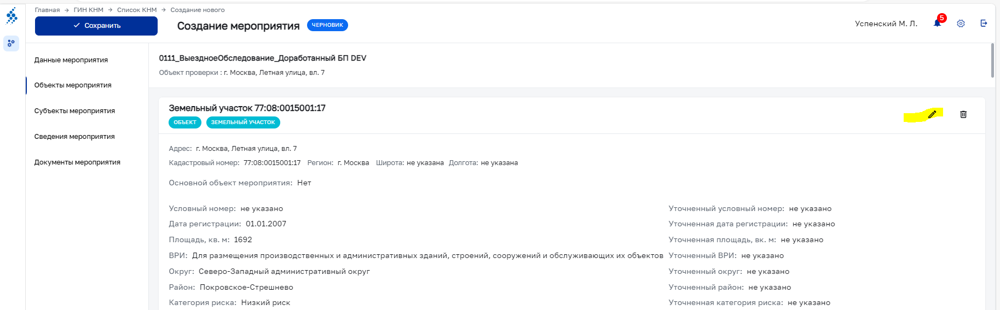 Главная → ГИН КНМ → Список КНМ → Создание нового
Сохранить
Создание мероприятия ЧЕРНОВИК
Успенский М. Л. 5
Данные мероприятия
Объекты мероприятия
Субъекты мероприятия
Сведения мероприятия
Документы мероприятия
0111_ВыездноеОбследование_Доработанный БП DEV
Объект проверки : г. Москва, Летная улица, вл. 7
Земельный участок 77:08:0015001:17
ОБЪЕКТ ЗЕМЕЛЬНЫЙ УЧАСТОК
Адрес: г. Москва, Летная улица, вл. 7
Кадастровый номер: 77:08:0015001:17 Регион: г. Москва Широта: не указана Долгота: не указана
Основной объект мероприятия: Нет
Условный номер: не указано Уточненный условный номер: не указано
Дата регистрации: 01.01.2007 Уточненная дата регистрации: не указано
Площадь, кв. м: 1692 Уточненная площадь, вк. м: не указано
ВРИ: Для размещения производственных и административных зданий, строений, сооружений и обслуживающих их объектов Уточненный ВРИ: не указано
Округ: Северо-Западный административный округ Уточненный округ: не указано
Район: Покровское-Стрешнево Уточненный район: не указано
Категория риска: Низкий риск Уточненная категория риска: не указано